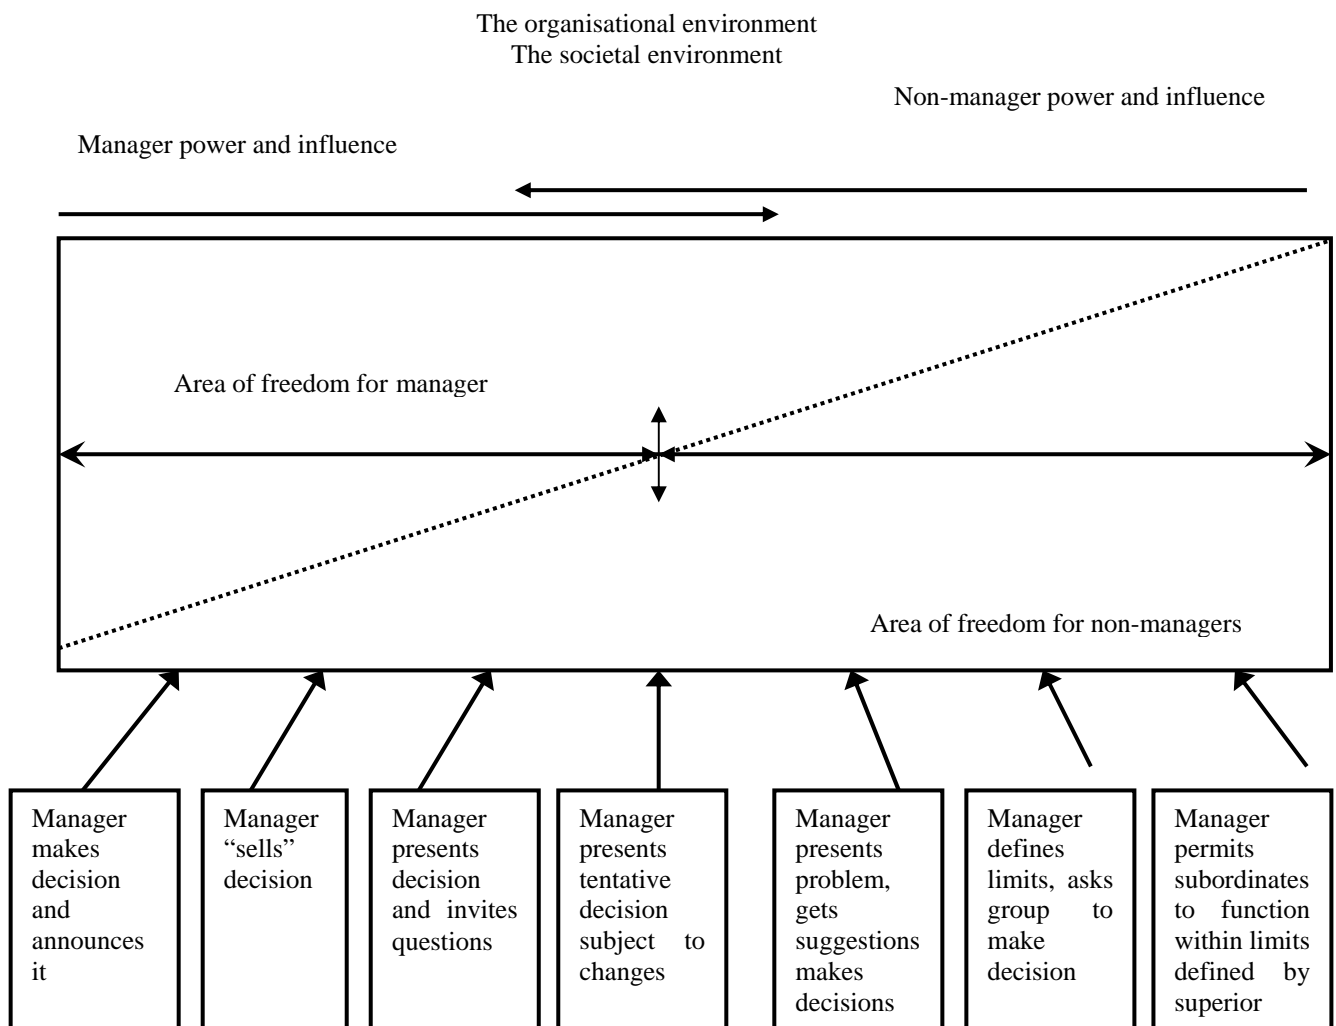 The organisational environment
The societal environment
Non-manager power and influence
Manager power and influence
Area of freedom for manager
Area of freedom for non-managers
Manager
makes
decision
and
announces
it
Manager
“sells”
decision
Manager
presents
decision
and invites
questions
Manager
presents
tentative
decision
subject to
changes
Manager
presents
problem,
gets
suggestions
makes
decisions
Manager
defines
limits, asks
group to
make
decision
Manager
permits
subordinates
to function
within limits
defined by
superior